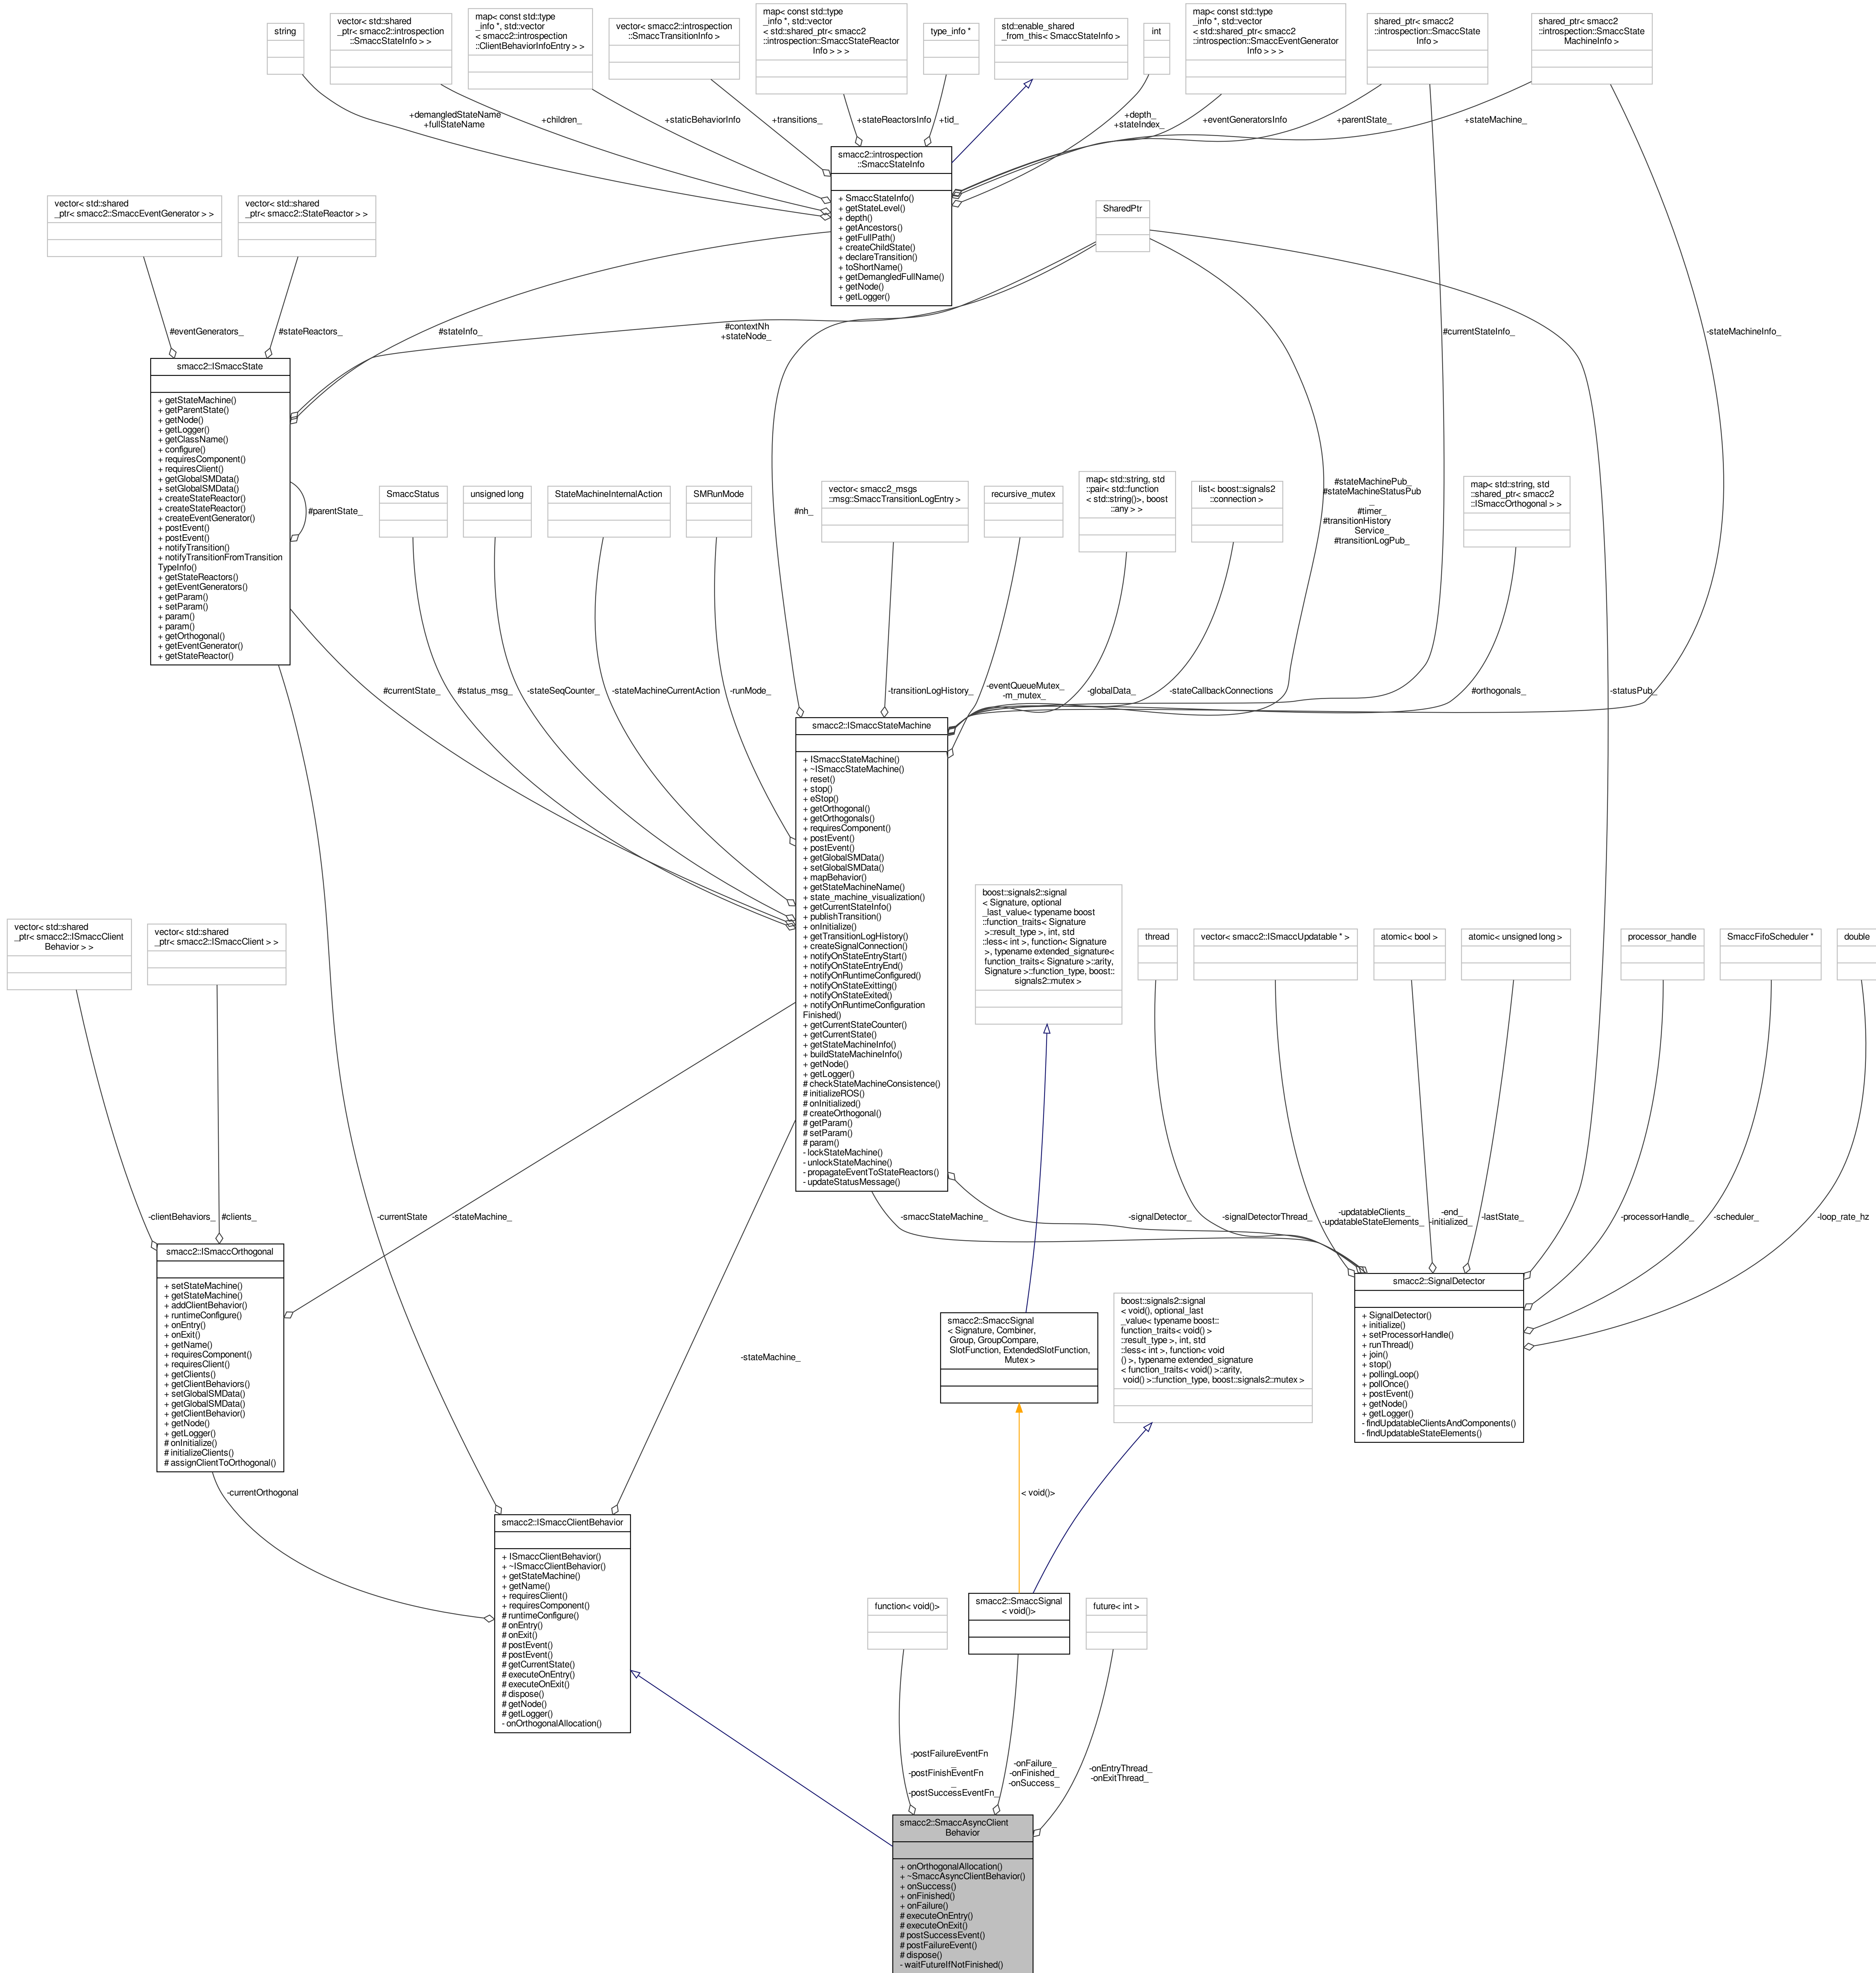 string
vector< std::shared
_ptr< smacc2::introspection
::SmaccStateInfo > >
map< const std::type
_info *, std::vector
< smacc2::introspection
::ClientBehaviorInfoEntry > >
vector< smacc2::introspection
::SmaccTransitionInfo >
map< const std::type
_info *, std::vector
< std::shared_ptr< smacc2
::introspection::SmaccStateReactor
Info > > >
type_info *
std::enable_shared
_from_this< SmaccStateInfo >
int
map< const std::type
_info *, std::vector
< std::shared_ptr< smacc2
::introspection::SmaccEventGenerator
Info > > >
shared_ptr< smacc2
::introspection::SmaccState
Info >
shared_ptr< smacc2
::introspection::SmaccState
MachineInfo >
+demangledStateName
+fullStateName
+children_
+staticBehaviorInfo
+transitions_
+stateReactorsInfo
+tid_
+depth_
+stateIndex_
+eventGeneratorsInfo
+parentState_
+stateMachine_
smacc2::introspection
::SmaccStateInfo
+ SmaccStateInfo()
+ getStateLevel()
+ depth()
+ getAncestors()
+ getFullPath()
+ createChildState()
+ declareTransition()
+ toShortName()
+ getDemangledFullName()
+ getNode()
+ getLogger()
vector< std::shared
_ptr< smacc2::SmaccEventGenerator > >
vector< std::shared
_ptr< smacc2::StateReactor > >
SharedPtr
#eventGenerators_
#stateReactors_
#stateInfo_
#contextNh
+stateNode_
#currentStateInfo_
-stateMachineInfo_
smacc2::ISmaccState
+ getStateMachine()
+ getParentState()
+ getNode()
+ getLogger()
+ getClassName()
+ configure()
+ requiresComponent()
+ requiresClient()
+ getGlobalSMData()
+ setGlobalSMData()
+ createStateReactor()
+ createStateReactor()
+ createEventGenerator()
+ postEvent()
+ postEvent()
+ notifyTransition()
+ notifyTransitionFromTransition
TypeInfo()
+ getStateReactors()
+ getEventGenerators()
+ getParam()
+ setParam()
+ param()
+ param()
+ getOrthogonal()
+ getEventGenerator()
+ getStateReactor()
#parentState_
SmaccStatus
unsigned long
StateMachineInternalAction
SMRunMode
#nh_
vector< smacc2_msgs
::msg::SmaccTransitionLogEntry >
recursive_mutex
map< std::string, std
::pair< std::function
< std::string()>, boost
::any > >
list< boost::signals2
::connection >
#stateMachinePub_
#stateMachineStatusPub
_
#timer_
#transitionHistory
Service_
#transitionLogPub_
map< std::string, std
::shared_ptr< smacc2
::ISmaccOrthogonal > >
#currentState_
#status_msg_
-stateSeqCounter_
-stateMachineCurrentAction
-runMode_
-transitionLogHistory_
-eventQueueMutex_
-m_mutex_
-globalData_
-stateCallbackConnections
#orthogonals_
-statusPub_
smacc2::ISmaccStateMachine
+ ISmaccStateMachine()
+ ~ISmaccStateMachine()
+ reset()
+ stop()
+ eStop()
+ getOrthogonal()
+ getOrthogonals()
+ requiresComponent()
+ postEvent()
+ postEvent()
+ getGlobalSMData()
+ setGlobalSMData()
+ mapBehavior()
+ getStateMachineName()
+ state_machine_visualization()
+ getCurrentStateInfo()
+ publishTransition()
+ onInitialize()
+ getTransitionLogHistory()
+ createSignalConnection()
+ notifyOnStateEntryStart()
+ notifyOnStateEntryEnd()
+ notifyOnRuntimeConfigured()
+ notifyOnStateExitting()
+ notifyOnStateExited()
+ notifyOnRuntimeConfiguration
Finished()
+ getCurrentStateCounter()
+ getCurrentState()
+ getStateMachineInfo()
+ buildStateMachineInfo()
+ getNode()
+ getLogger()
# checkStateMachineConsistence()
# initializeROS()
# onInitialized()
# createOrthogonal()
# getParam()
# setParam()
# param()
- lockStateMachine()
- unlockStateMachine()
- propagateEventToStateReactors()
- updateStatusMessage()
vector< std::shared
_ptr< smacc2::ISmaccClient
Behavior > >
vector< std::shared
_ptr< smacc2::ISmaccClient > >
boost::signals2::signal
< Signature, optional
_last_value< typename boost
::function_traits< Signature
>::result_type >, int, std
::less< int >, function< Signature
>, typename extended_signature<
function_traits< Signature >::arity,
Signature >::function_type, boost::
signals2::mutex >
thread
vector< smacc2::ISmaccUpdatable * >
atomic< bool >
atomic< unsigned long >
processor_handle
SmaccFifoScheduler *
double
-clientBehaviors_
#clients_
-currentState
-stateMachine_
-smaccStateMachine_
-signalDetector_
-signalDetectorThread_
-updatableClients_
-updatableStateElements_
-end_
-initialized_
-lastState_
-processorHandle_
-scheduler_
-loop_rate_hz
smacc2::ISmaccOrthogonal
+ setStateMachine()
+ getStateMachine()
+ addClientBehavior()
+ runtimeConfigure()
+ onEntry()
+ onExit()
+ getName()
+ requiresComponent()
+ requiresClient()
+ getClients()
+ getClientBehaviors()
+ setGlobalSMData()
+ getGlobalSMData()
+ getClientBehavior()
+ getNode()
+ getLogger()
# onInitialize()
# initializeClients()
# assignClientToOrthogonal()
smacc2::SignalDetector
+ SignalDetector()
+ initialize()
+ setProcessorHandle()
+ runThread()
+ join()
+ stop()
+ pollingLoop()
+ pollOnce()
+ postEvent()
+ getNode()
+ getLogger()
- findUpdatableClientsAndComponents()
- findUpdatableStateElements()
smacc2::SmaccSignal
< Signature, Combiner,
Group, GroupCompare,
SlotFunction, ExtendedSlotFunction,
Mutex >
boost::signals2::signal
< void(), optional_last
_value< typename boost::
function_traits< void() >
::result_type >, int, std
::less< int >, function< void
() >, typename extended_signature
< function_traits< void() >::arity,
void() >::function_type, boost::signals2::mutex >
-stateMachine_
-currentOrthogonal
< void()>
smacc2::ISmaccClientBehavior
+ ISmaccClientBehavior()
+ ~ISmaccClientBehavior()
+ getStateMachine()
+ getName()
+ requiresClient()
+ requiresComponent()
# runtimeConfigure()
# onEntry()
# onExit()
# postEvent()
# postEvent()
# getCurrentState()
# executeOnEntry()
# executeOnExit()
# dispose()
# getNode()
# getLogger()
- onOrthogonalAllocation()
function< void()>
smacc2::SmaccSignal
< void()>
future< int >
-postFailureEventFn
_
-postFinishEventFn
_
-postSuccessEventFn_
-onFailure_
-onFinished_
-onSuccess_
-onEntryThread_
-onExitThread_
smacc2::SmaccAsyncClient
Behavior
+ onOrthogonalAllocation()
+ ~SmaccAsyncClientBehavior()
+ onSuccess()
+ onFinished()
+ onFailure()
# executeOnEntry()
# executeOnExit()
# postSuccessEvent()
# postFailureEvent()
# dispose()
- waitFutureIfNotFinished()